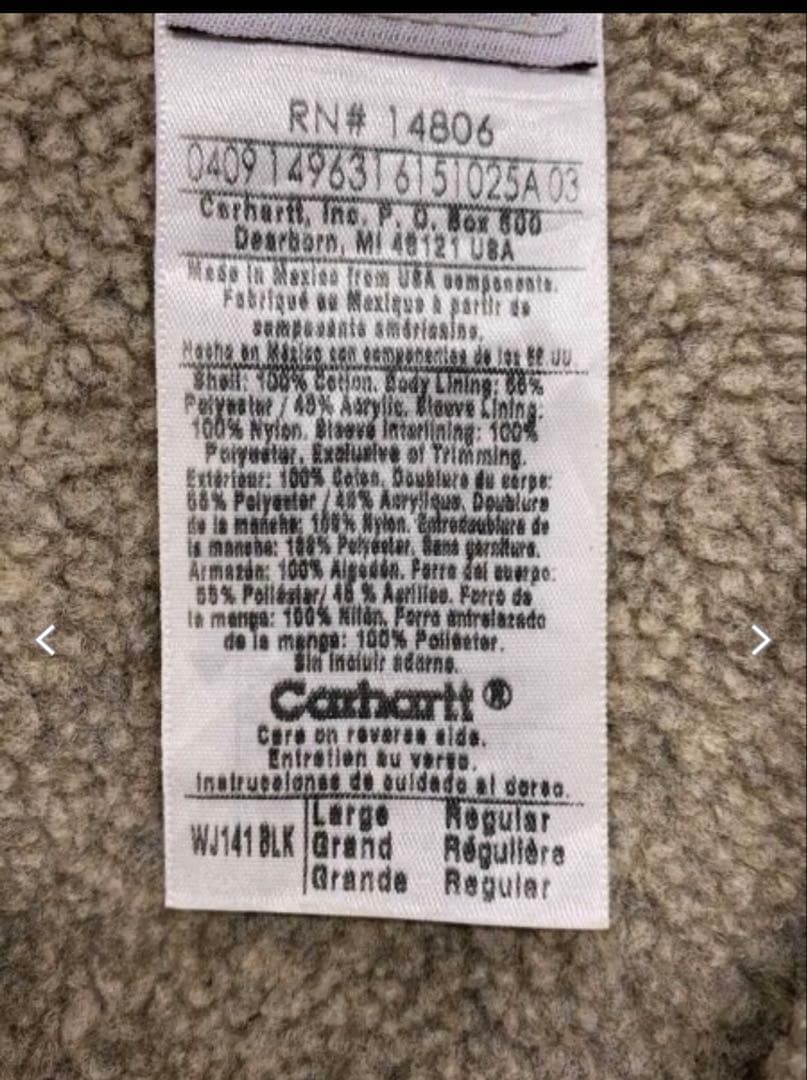 RN# 14806
0409 149631 6151025A 03
Carhartt, Inc. P. O. Box 600
Dearborn, MI 48121 USA
Made in Mexico from USA components.
Fabriqué au Mexique à partir de
composants américains.
Hecho en México con componentes de los EE.UU.
Shell: 100% Cotton. Body Lining:
Polyester / 45% Acrylic. Sleeve Lining:
100% Nylon. Sleeve Interlining: 100%
Polyester. Exclusive of Trimming.
Extérieur: 100% Coton. Doublure du corps:
Polyester / 45% Acrylique. Doublure
de la manche: 100% Nylon. Entredoublure de
la manche: 100% Polyester. Sans garniture.
Armazón: 100% Algodón. Forro del cuerpo:
55% Poliéster/ 45 % Acrílico. Forro de
la manga: 100% Nilón. Forro entrelazado
de la manga: 100% Poliéster.
Sin incluir adorno.
Carhartt ®
Care on reverse side.
Entretien au verso.
Instrucciones de cuidado al dorso.
WJ141 BLK
Large Regular
Grand Régulière
Grande Regular